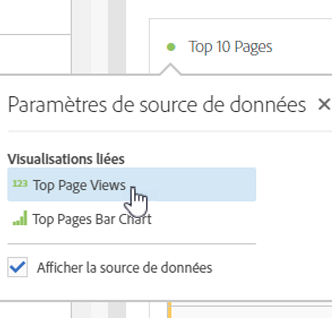 Top 10 Pages
Paramètres de source de données
Visualisations liées
123 Top Page Views
Top Pages Bar Chart
Afficher la source de données